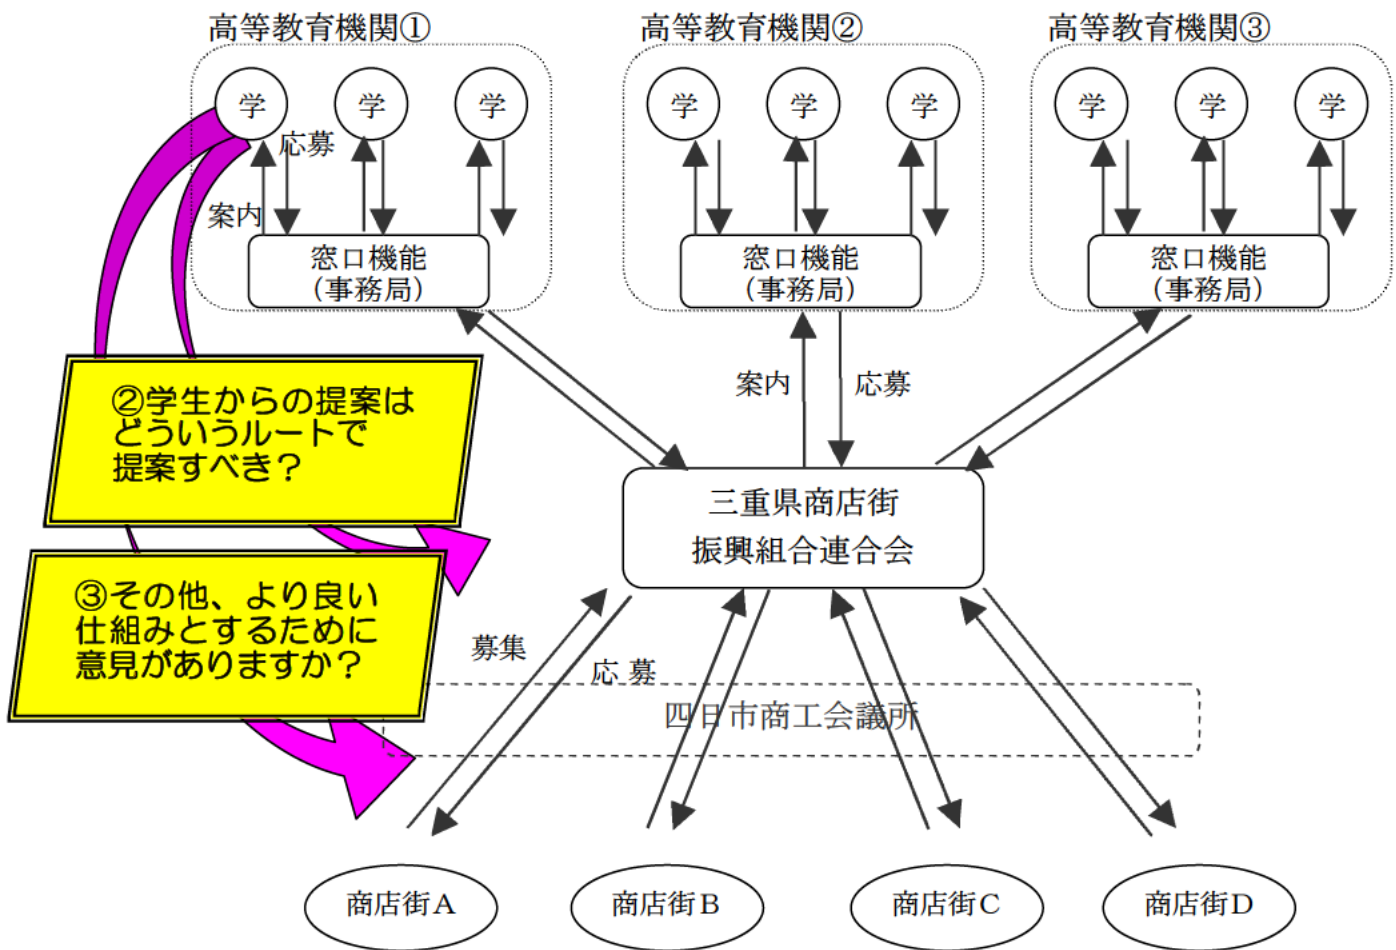 高等教育機関①
高等教育機関②
高等教育機関③
学
学
学
学
学
学
学
学
学
応募
案内
窓口機能
（事務局）
窓口機能
（事務局）
窓口機能
（事務局）
案内
応募
②学生からの提案は
どういうルートで
提案すべき？
三重県商店街
振興組合連合会
③その他、より良い
仕組みとするために
意見がありますか？
募集
応 募
四日市商工会議所
商店街A
商店街B
商店街C
商店街D